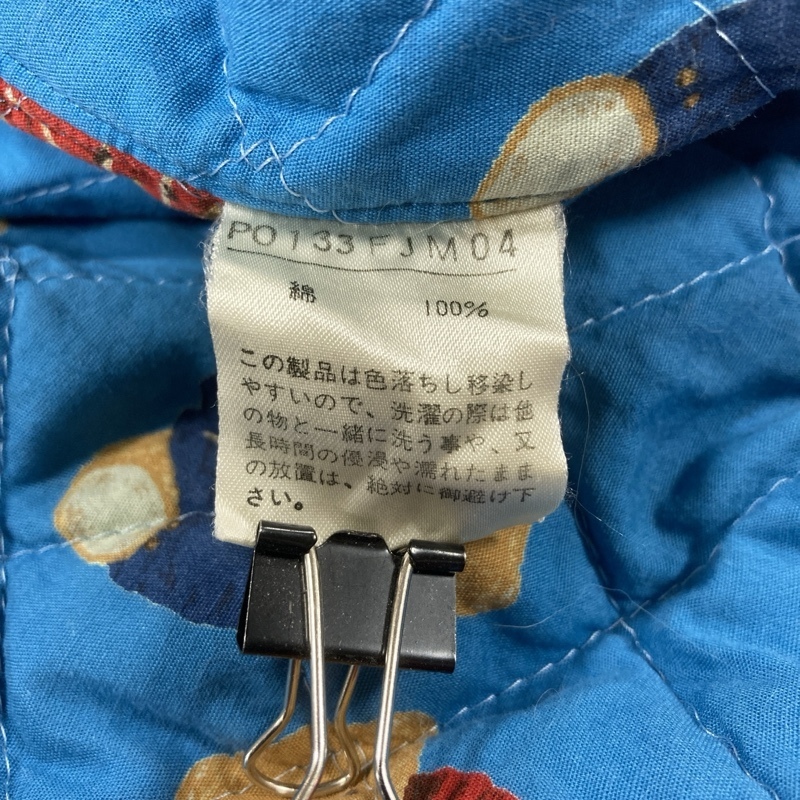 PO133FJM04
綿 100%
この製品は色落ちし移染し
やすいので、洗濯の際は他
の物と一緒に洗う事や、又
長時間の優浸や濡れたまま
の放置は、絶対に御避け下
さい。